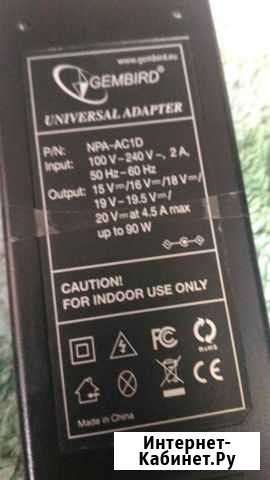 www.gembird.eu
GEMBIRD®
UNIVERSAL ADAPTER
P/N: NPA-AC1D
Input: 100 V~240 V~, 2 A,
50 Hz~60 Hz
Output: 15 V⎓/16 V⎓/18 V⎓/
19 V⎓19.5 V⎓/
20 V⎓at 4.5 A max
up to 90 W
CAUTION!
FOR INDOOR USE ONLY
FC
RoHS
CE
Made in China
Интернет-
Кабинет.Ру